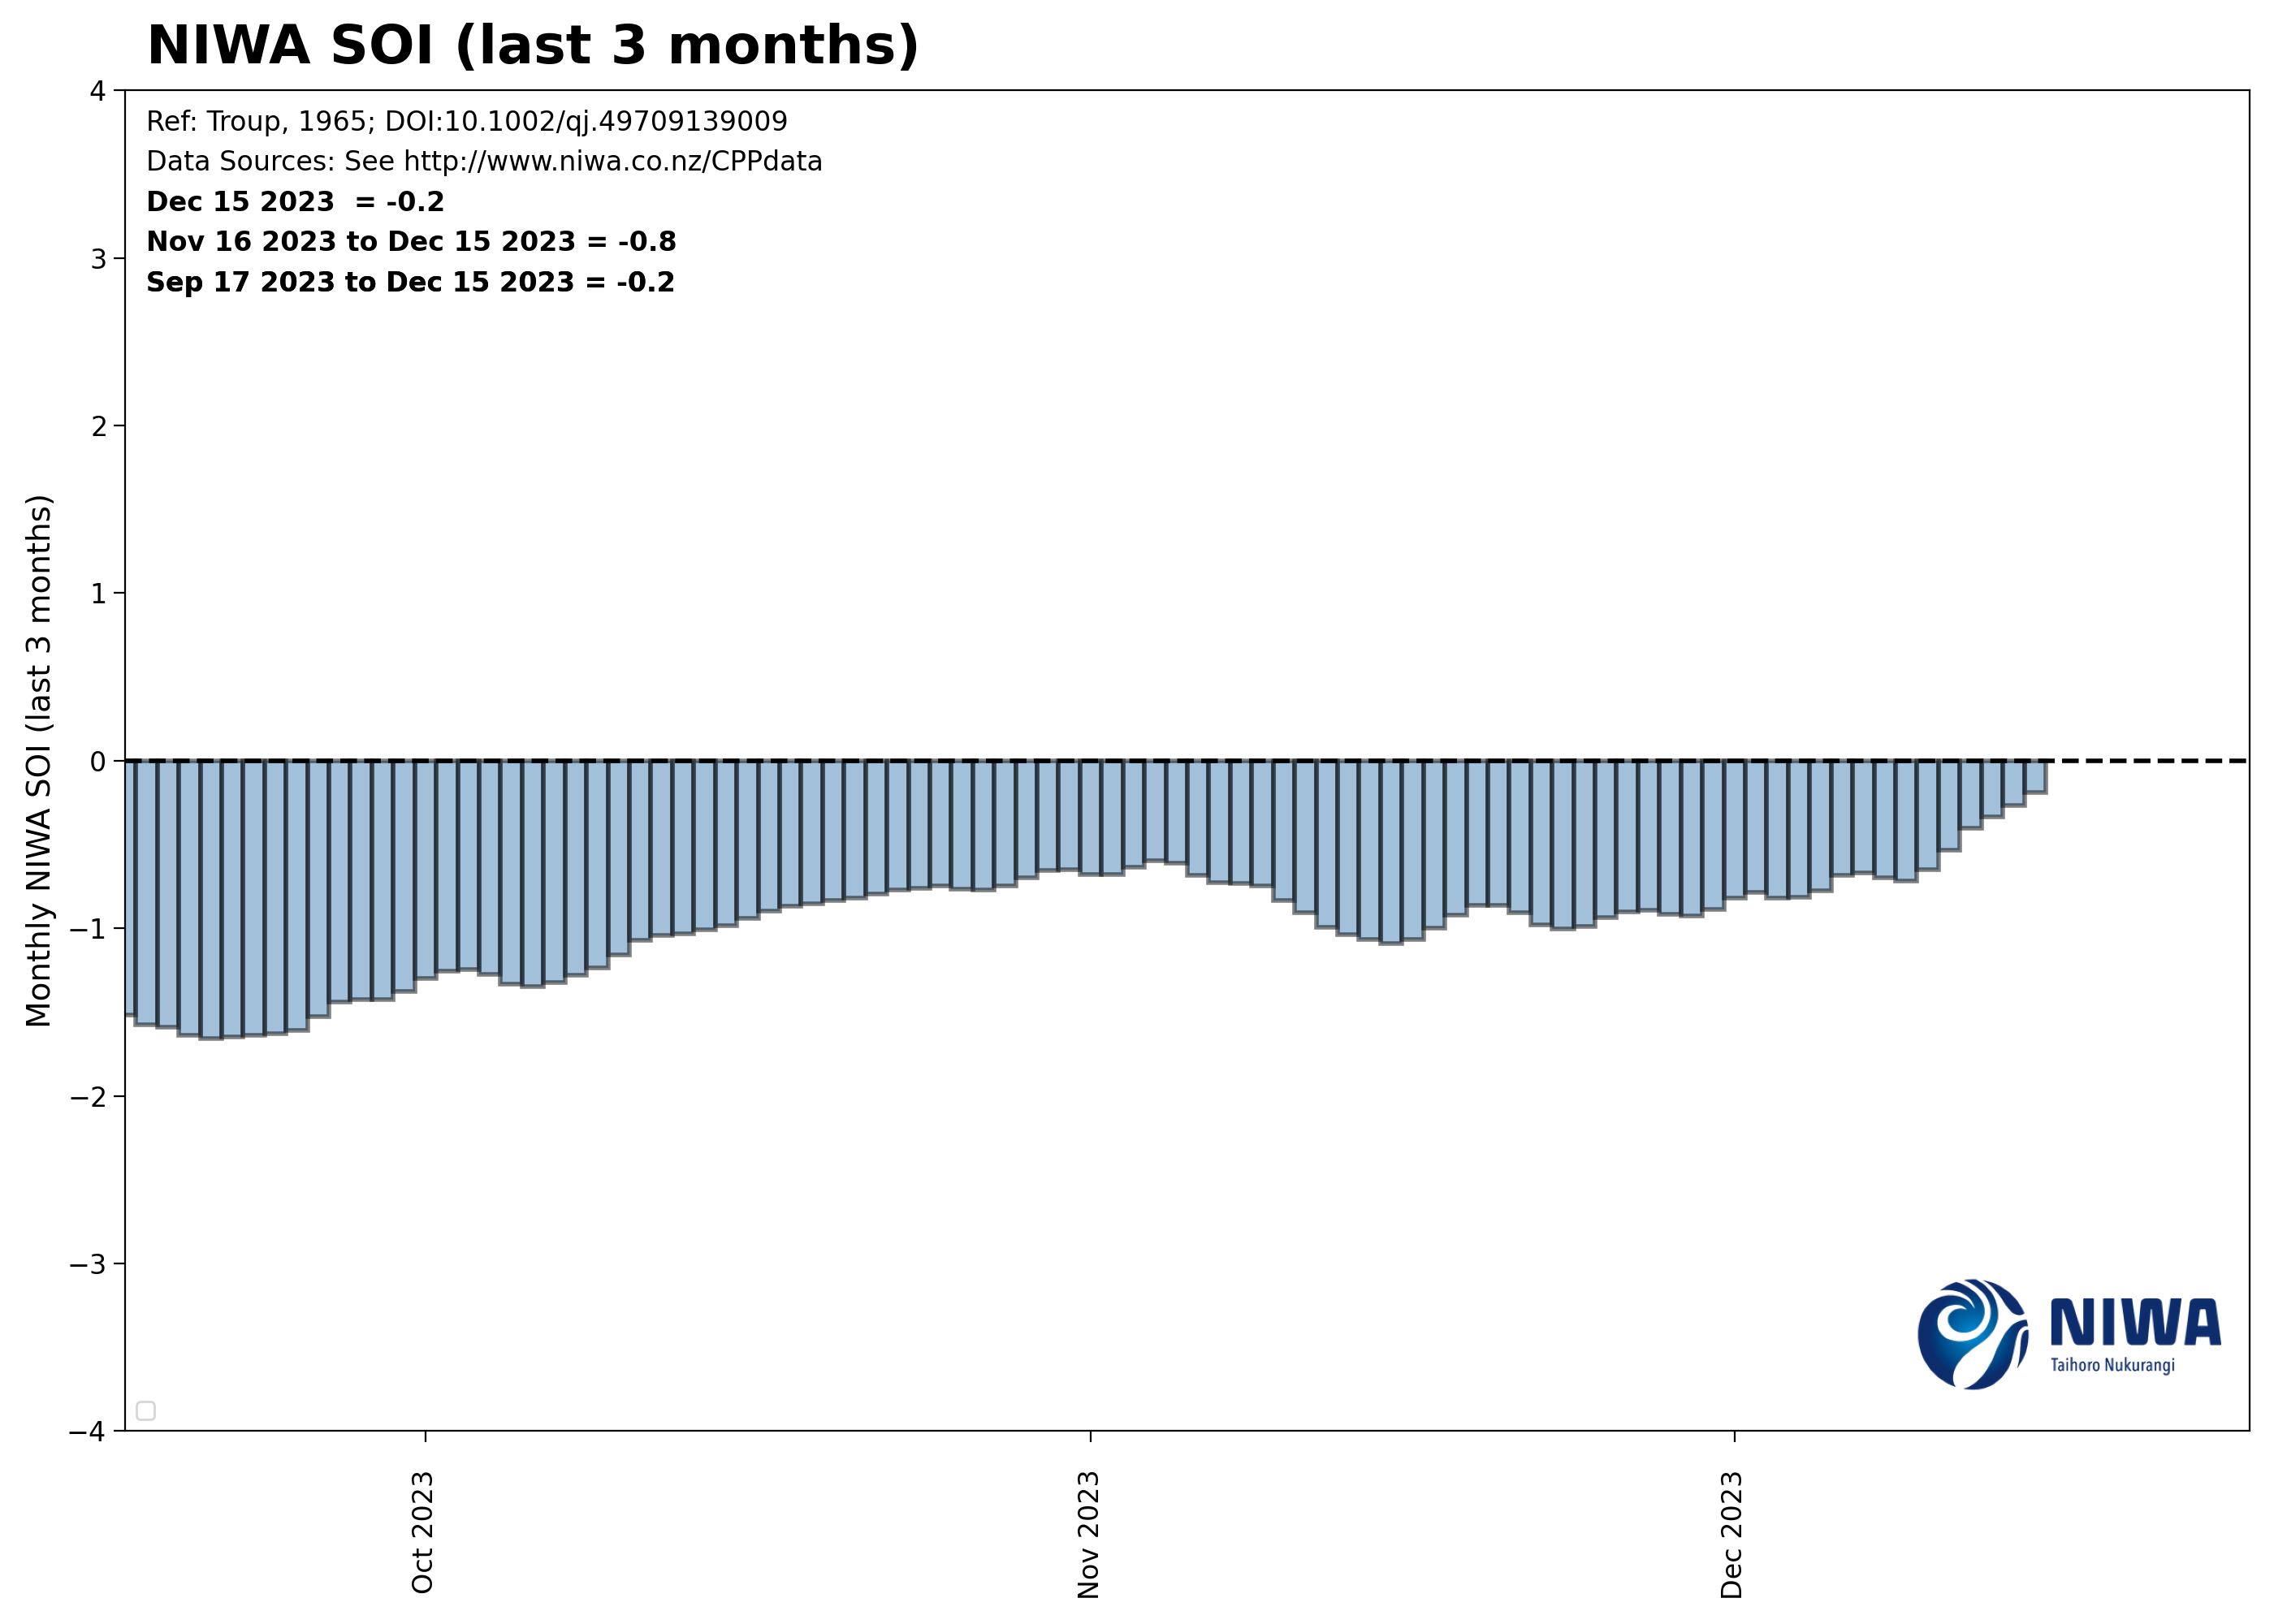 NIWA SOI (last 3 months)
Ref: Troup, 1965; DOI:10.1002/qj.49709139009
Data Sources: See http://www.niwa.co.nz/CPPdata
Dec 15 2023  = -0.2
Nov 16 2023 to Dec 15 2023 = -0.8
Sep 17 2023 to Dec 15 2023 = -0.2
Monthly NIWA SOI (last 3 months)
4
3
2
1
0
−1
−2
−3
−4
Oct 2023
Nov 2023
Dec 2023
NIWA
Taihoro Nukurangi